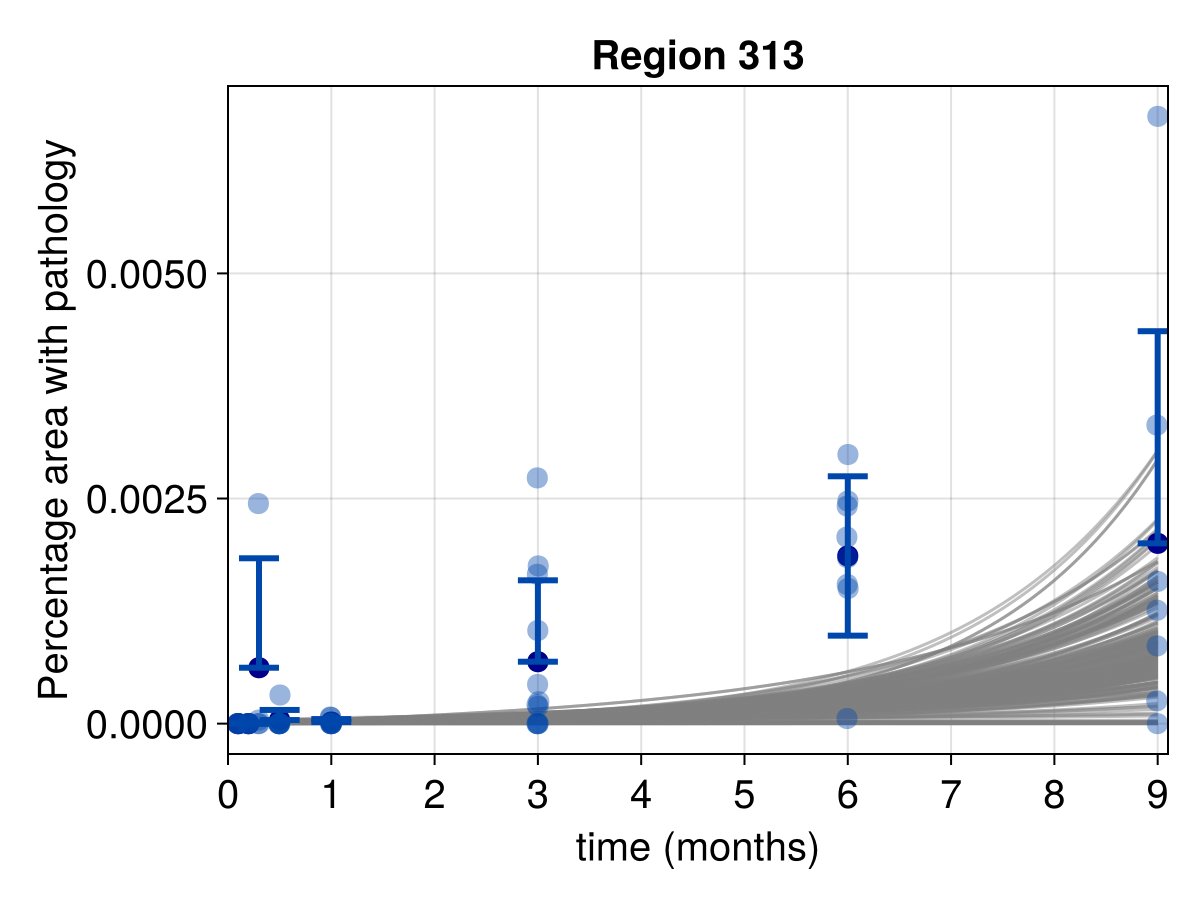 Region 313
Percentage area with pathology
0.0050
0.0025
0.0000
0 1 2 3 4 5 6 7 8 9
time (months)